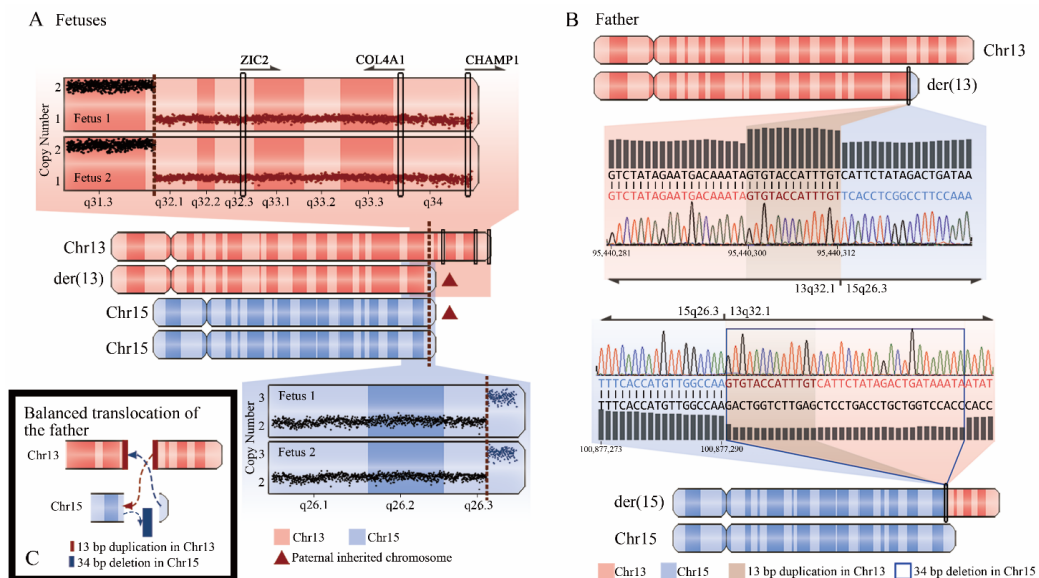 A Fetuses
ZIC2 COL4A1 CHAMP1
Copy Number
2
1
Fetus 1
2
1
Fetus 2
q31.3 q32.1 q32.2 q32.3 q33.1 q33.2 q33.3 q34
Chr13
der(13)
Chr15
Chr15
Copy Number
3
2
Fetus 1
3
2
Fetus 2
q26.1 q26.2 q26.3
Chr13 Chr15
Paternal inherited chromosome
Balanced translocation of
the father
Chr13
Chr15
13 bp duplication in Chr13
34 bp deletion in Chr15
C
B Father
Chr13
der(13)
GTCTATAGAATGACAAATAGTGTACCATTTGTCATTCTATAGACTGATAA
GTCTATAGAATGACAAATAGTGTACCATTTGTTCACCTCGGCCTTCCAAA
95,440,281 95,440,300 95,440,312
13q32.1 15q26.3
15q26.3 13q32.1
TTTCACCATGTTGGCCAAGTGTACCATTTGTCATTCTATAGACTGATAAATAATAT
TTTCACCATGTTGGCCAAGACTGGTCTTGAGCTCCTGACCTGCTGGTCCACCCACC
100,877,273 100,877,290
der(15)
Chr15
Chr13 Chr15 13 bp duplication in Chr13 34 bp deletion in Chr15